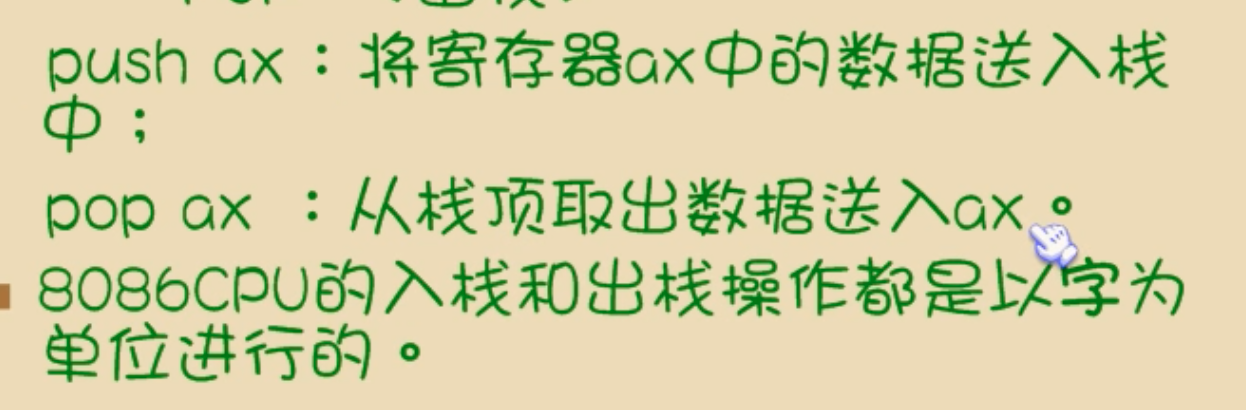 push ax：将寄存器ax中的数据送入栈
中；
pop ax ：从栈顶取出数据送入ax。
8086CPU的入栈和出栈操作都是以字为
单位进行的。